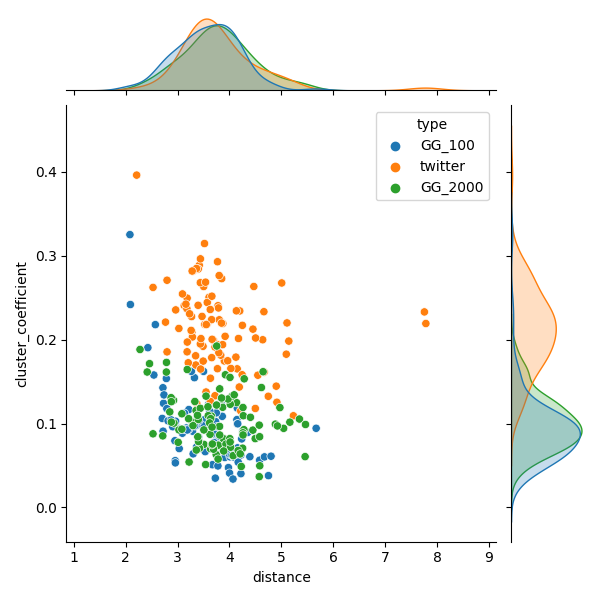 type
GG_100
twitter
GG_2000
0.4
0.3
0.2
0.1
0.0
cluster_coefficient
1 2 3 4 5 6 7 8 9
distance